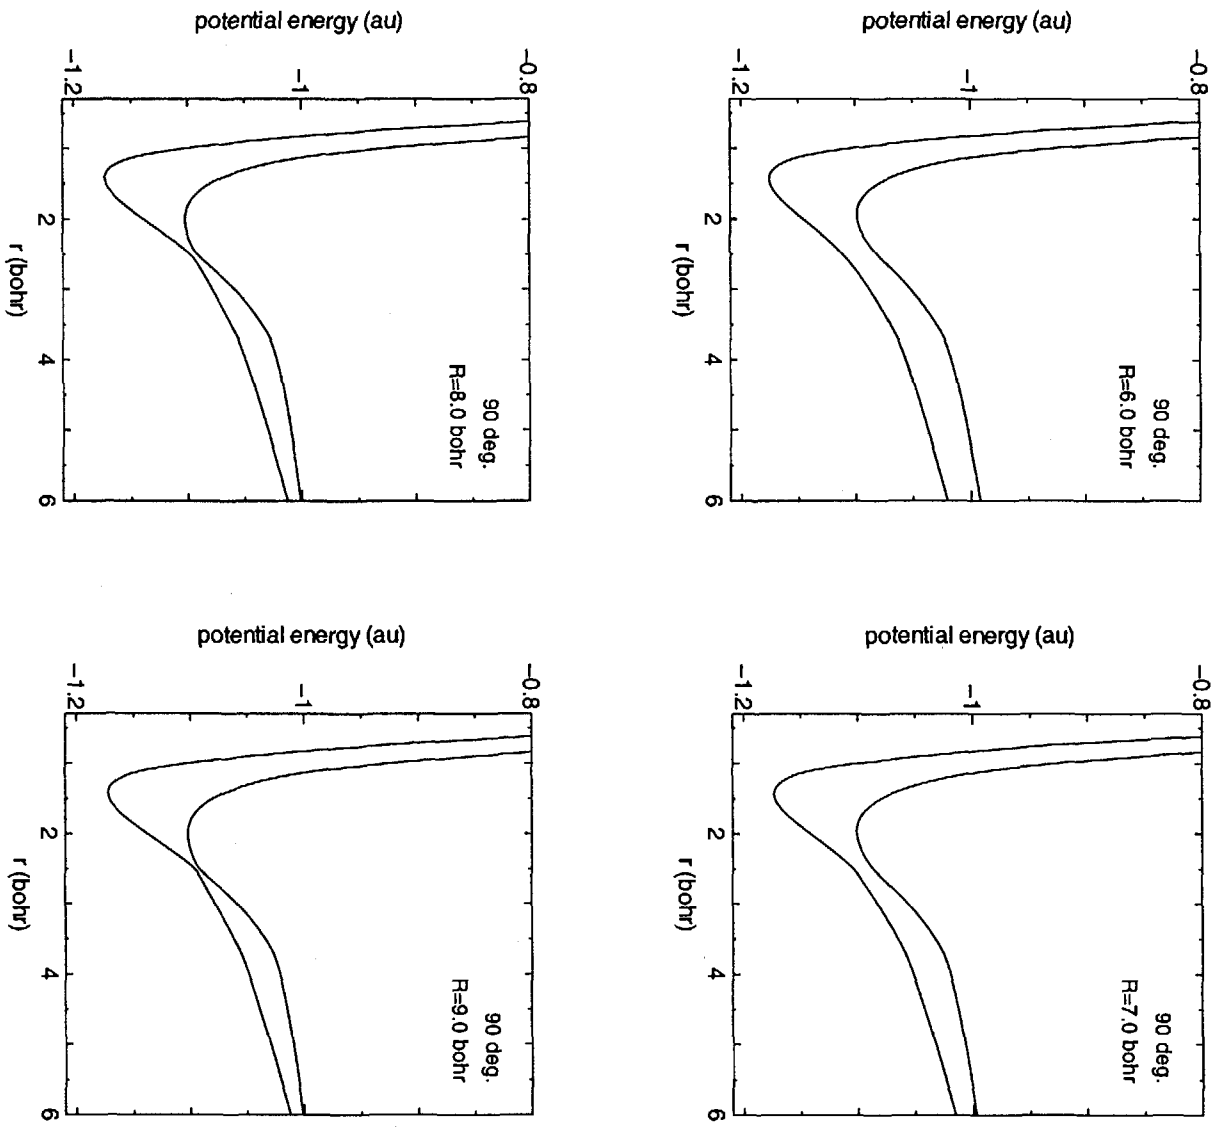 potential energy (au)
−0.8
−1
−1.2
90 deg.
R=6.0 bohr
2
4
6
r (bohr)
potential energy (au)
−0.8
−1
−1.2
90 deg.
R=7.0 bohr
2
4
6
r (bohr)
potential energy (au)
−0.8
−1
−1.2
90 deg.
R=8.0 bohr
2
4
6
r (bohr)
potential energy (au)
−0.8
−1
−1.2
90 deg.
R=9.0 bohr
2
4
6
r (bohr)